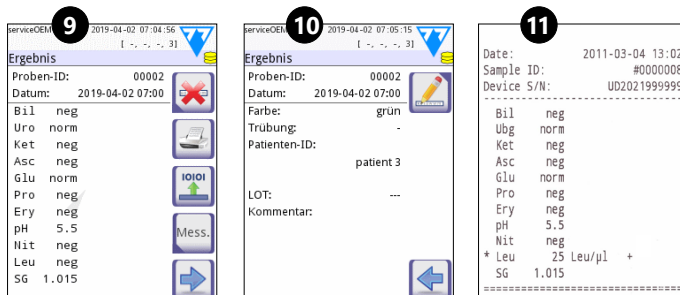 9
serviceOEM 2019-04-02 07:04:56
[ -, -, -, 3]
Ergebnis
Proben-ID: 00002
Datum: 2019-04-02 07:00
Bil neg
Uro norm
Ket neg
Asc neg
Glu norm
Pro neg
Ery neg
pH 5.5
Nit neg
Leu neg
SG 1.015
IOIOI
Mess.
10
serviceOEM 2019-04-02 07:05:15
[ -, -, -, 3]
Ergebnis
Proben-ID: 00002
Datum: 2019-04-02 07:00
Farbe: grün
Trübung: -
Patienten-ID:
patient 3
LOT: ---
Kommentar:
11
Date: 2011-03-04 13:02
Sample ID: #0000008
Device S/N: UD2021999999
Bil neg
Ubg norm
Ket neg
Asc neg
Glu norm
Pro neg
Ery neg
pH 5.5
Nit neg
* Leu 25 Leu/µl +
SG 1.015